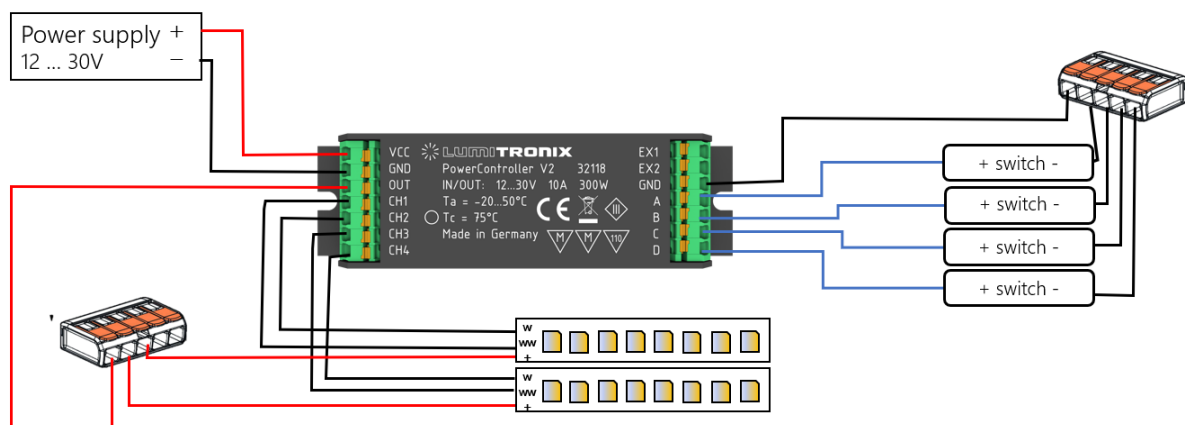 Power supply +
12 ... 30V −
VCC LUMITRONIX EX1
GND PowerController V2 32118 EX2
OUT IN/OUT: 12...30V 10A 300W GND
CH1 Ta = -20...50°C CE III A
CH2 Tc = 75°C B
CH3 Made in Germany M M 110 C
CH4 D
+ switch -
+ switch -
+ switch -
+ switch -
W
WW
+
W
WW
+